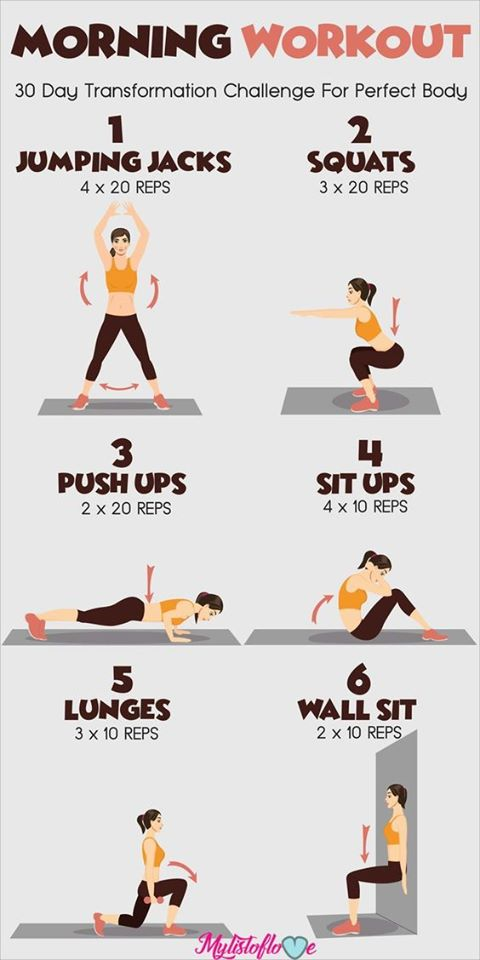 MORNING WORKOUT
30 Day Transformation Challenge For Perfect Body
1
JUMPING JACKS
4 x 20 REPS
2
SQUATS
3 x 20 REPS
3
PUSH UPS
2 x 20 REPS
4
SIT UPS
4 x 10 REPS
5
LUNGES
3 x 10 REPS
6
WALL SIT
2 x 10 REPS
Mylistoflove